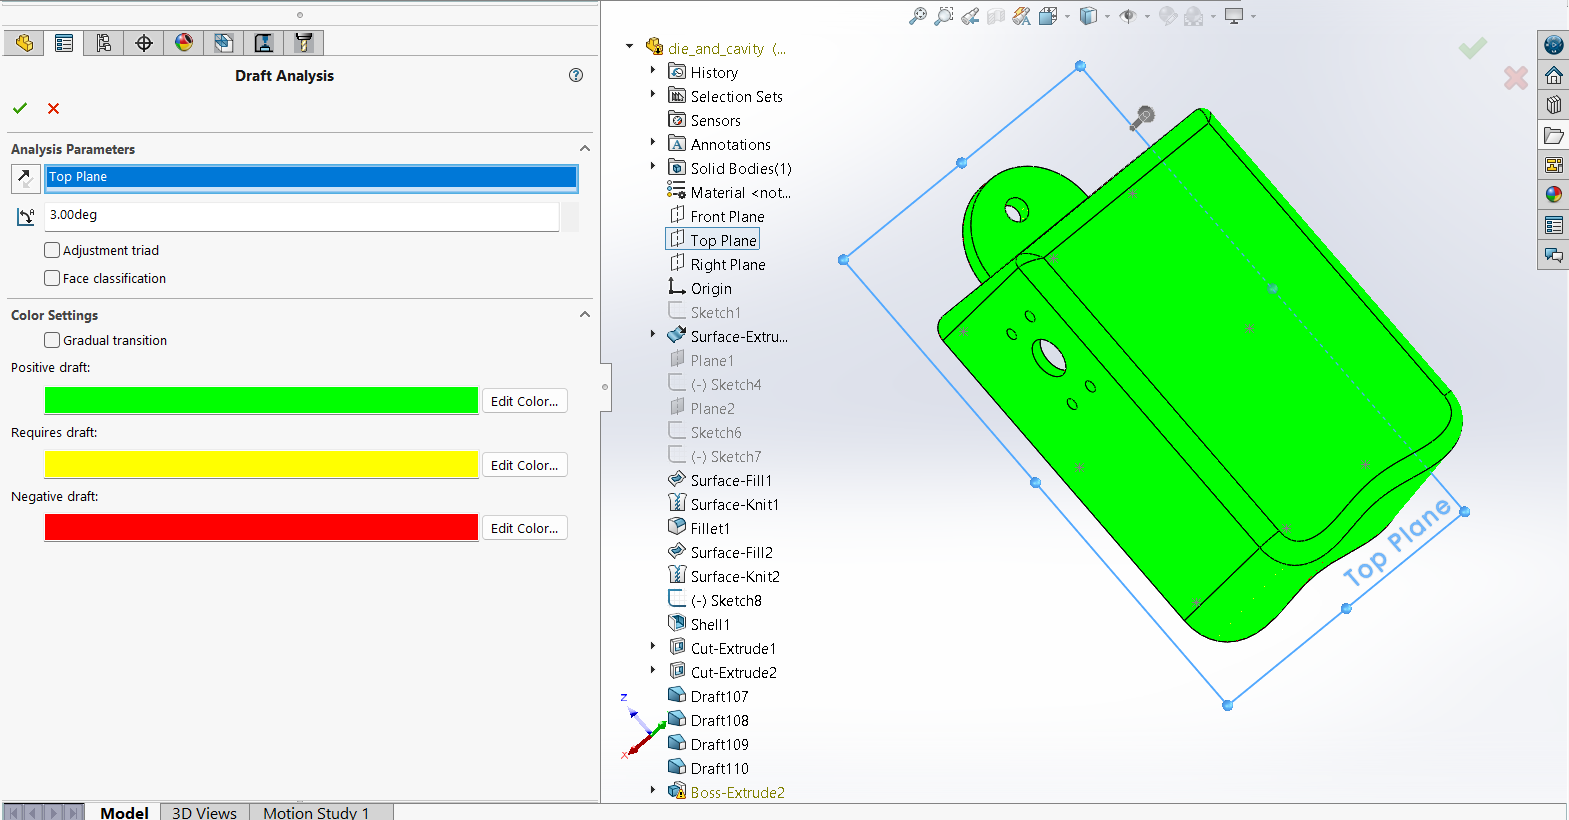 Draft Analysis
Analysis Parameters
Top Plane
3.00deg
Adjustment triad
Face classification
Color Settings
Gradual transition
Positive draft:
Edit Color...
Requires draft:
Edit Color...
Negative draft:
Edit Color...
die_and_cavity (...
History
Selection Sets
Sensors
Annotations
Solid Bodies(1)
Material <not...
Front Plane
Top Plane
Right Plane
Origin
Sketch1
Surface-Extru...
Plane1
(-) Sketch4
Plane2
Sketch6
(-) Sketch7
Surface-Fill1
Surface-Knit1
Fillet1
Surface-Fill2
Surface-Knit2
(-) Sketch8
Shell1
Cut-Extrude1
Cut-Extrude2
Draft107
Draft108
Draft109
Draft110
Boss-Extrude2
Top Plane
Z
X
Model
3D Views
Motion Study 1